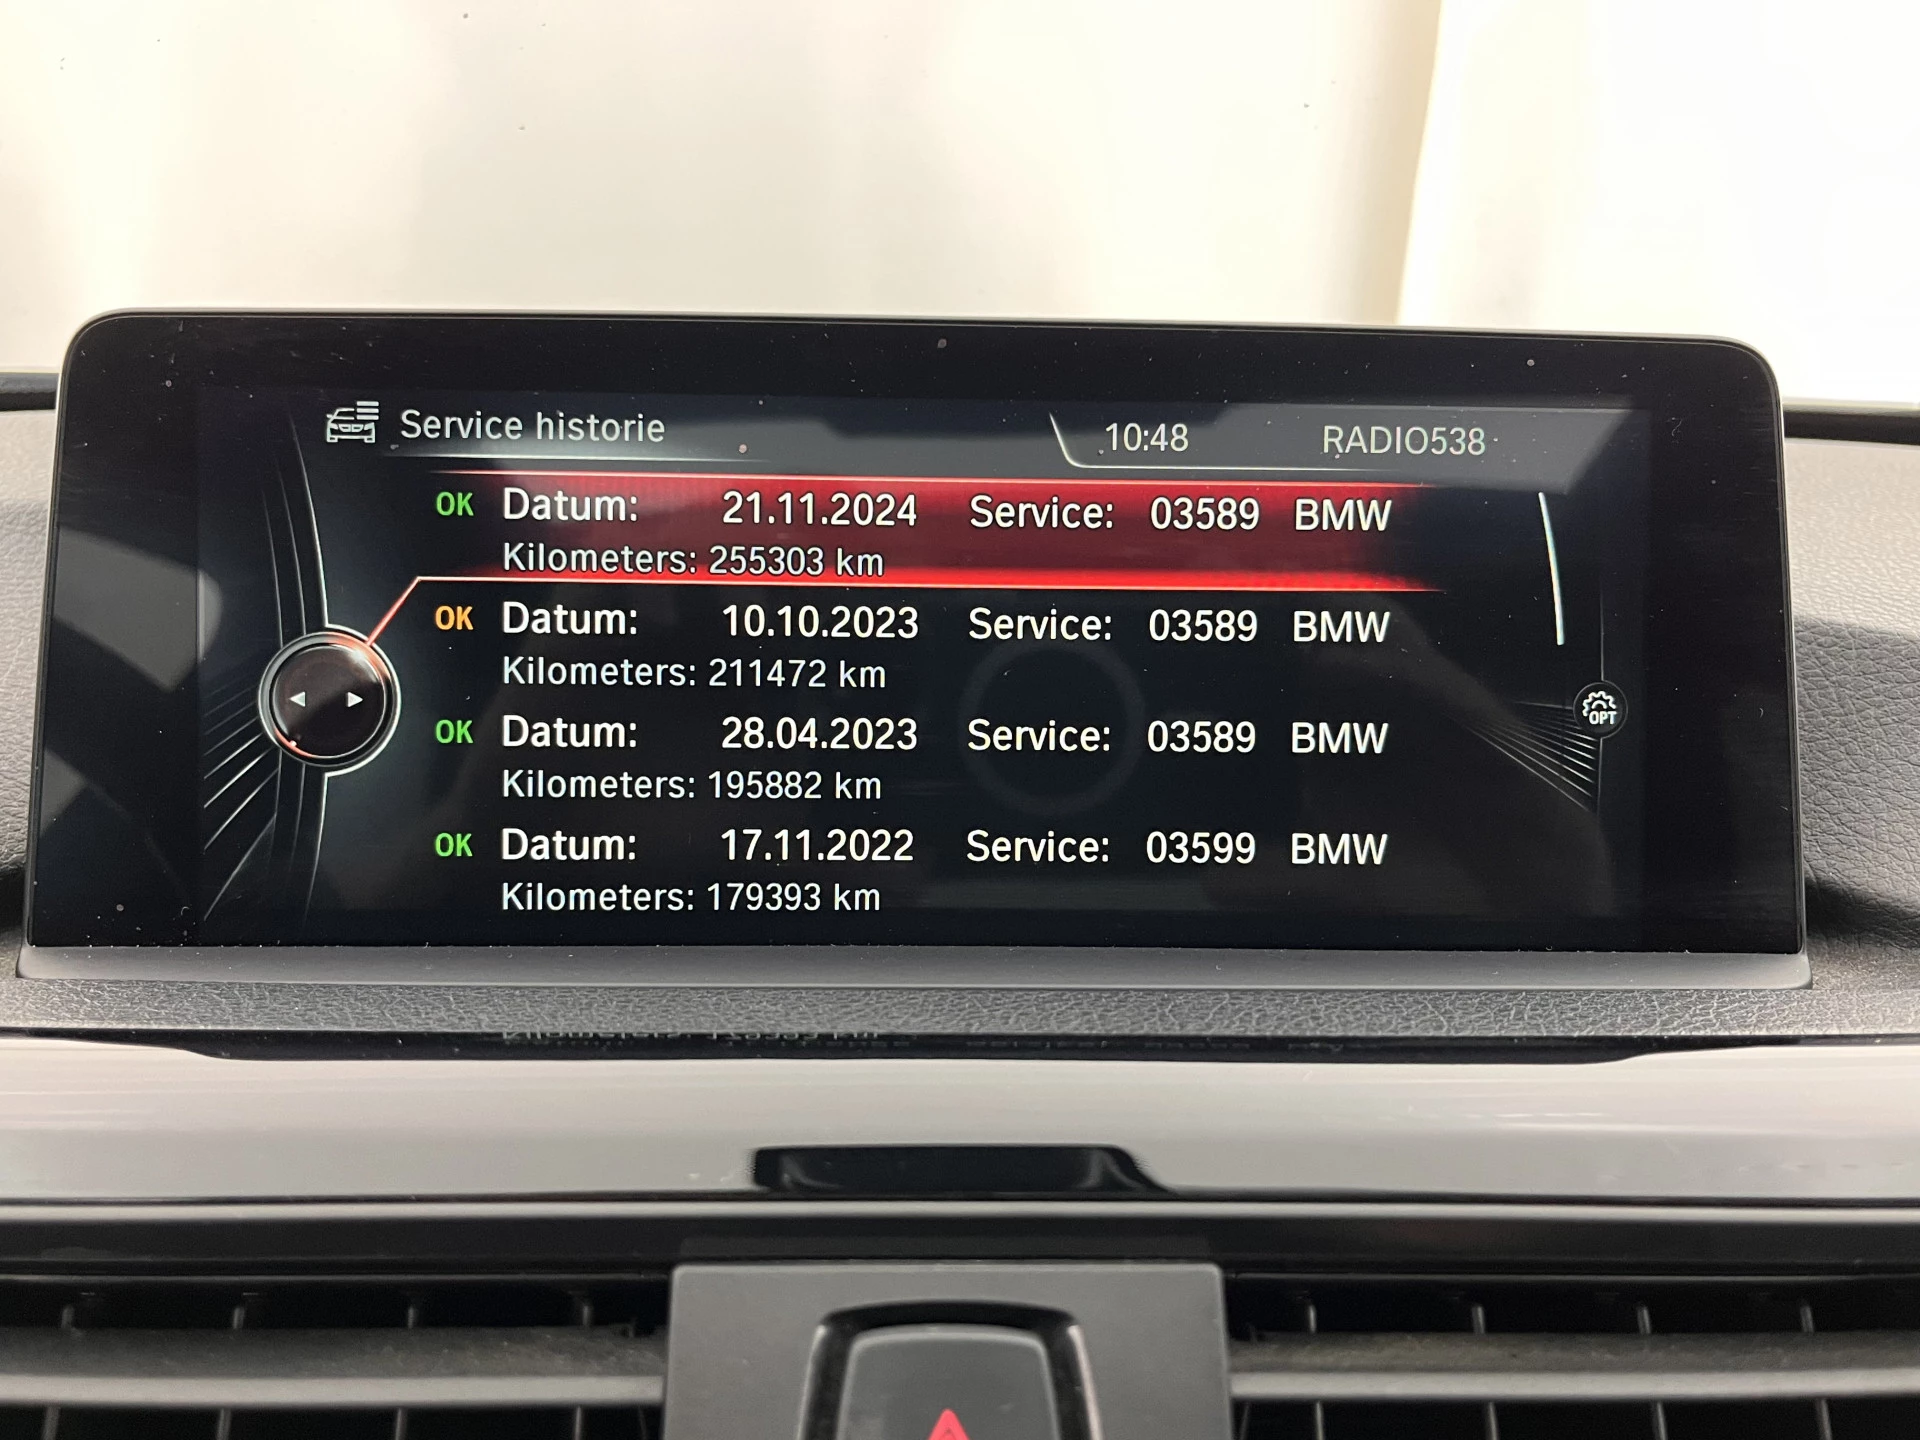 Service historie 10:48 RADIO538
OK Datum: 21.11.2024 Service: 03589 BMW
Kilometers: 255303 km
OK Datum: 10.10.2023 Service: 03589 BMW
Kilometers: 211472 km
OK Datum: 28.04.2023 Service: 03589 BMW
Kilometers: 195882 km
OPT
OK Datum: 17.11.2022 Service: 03599 BMW
Kilometers: 179393 km